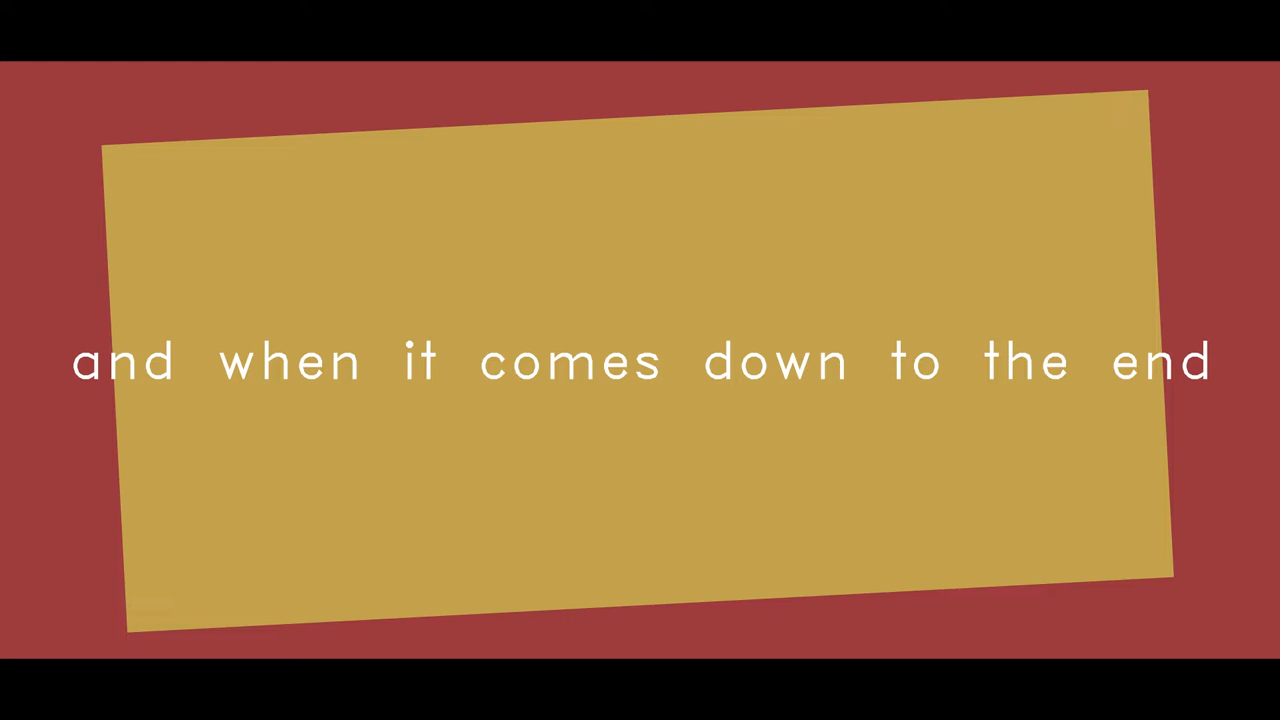 and when it comes down to the end